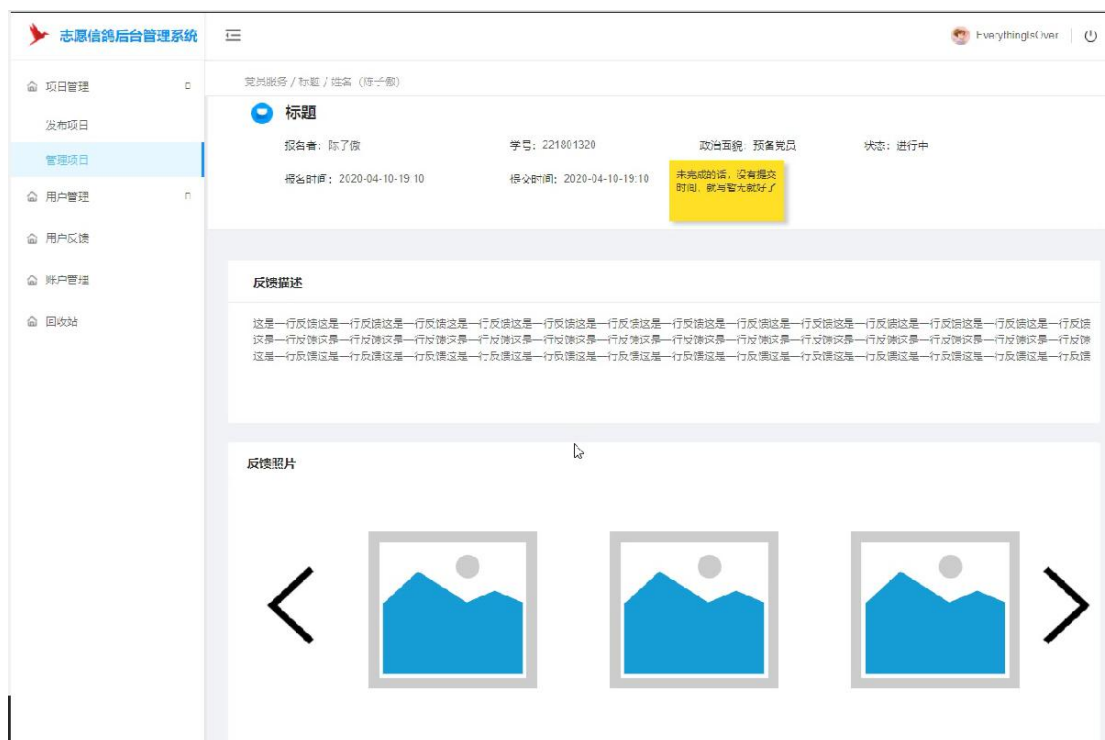 志愿信鸽后台管理系统
EverythingIsOver
项目管理
发布项目
管理项目
用户管理
用户反馈
账户管理
回收站
党员服务 / 标题 / 姓名
标题
报名者：
学号：221801320
政治面貌：预备党员
状态：进行中
报名时间：2020-04-10-19:10
提交时间：2020-04-10-19:10
未完成的话，没有提交
时间，就写暂无就好了
反馈描述
这是一行反馈这是一行反馈这是一行反馈这是一行反馈这是一行反馈这是一行反馈这是一行反馈这是一行反馈这是一行反馈这是一行反馈这是一行反馈这是一行反馈这是一行反馈
这是一行反馈这是一行反馈这是一行反馈这是一行反馈这是一行反馈这是一行反馈这是一行反馈这是一行反馈这是一行反馈这是一行反馈这是一行反馈这是一行反馈这是一行反馈
这是一行反馈这是一行反馈这是一行反馈这是一行反馈这是一行反馈这是一行反馈这是一行反馈这是一行反馈这是一行反馈这是一行反馈这是一行反馈这是一行反馈这是一行反馈
反馈照片